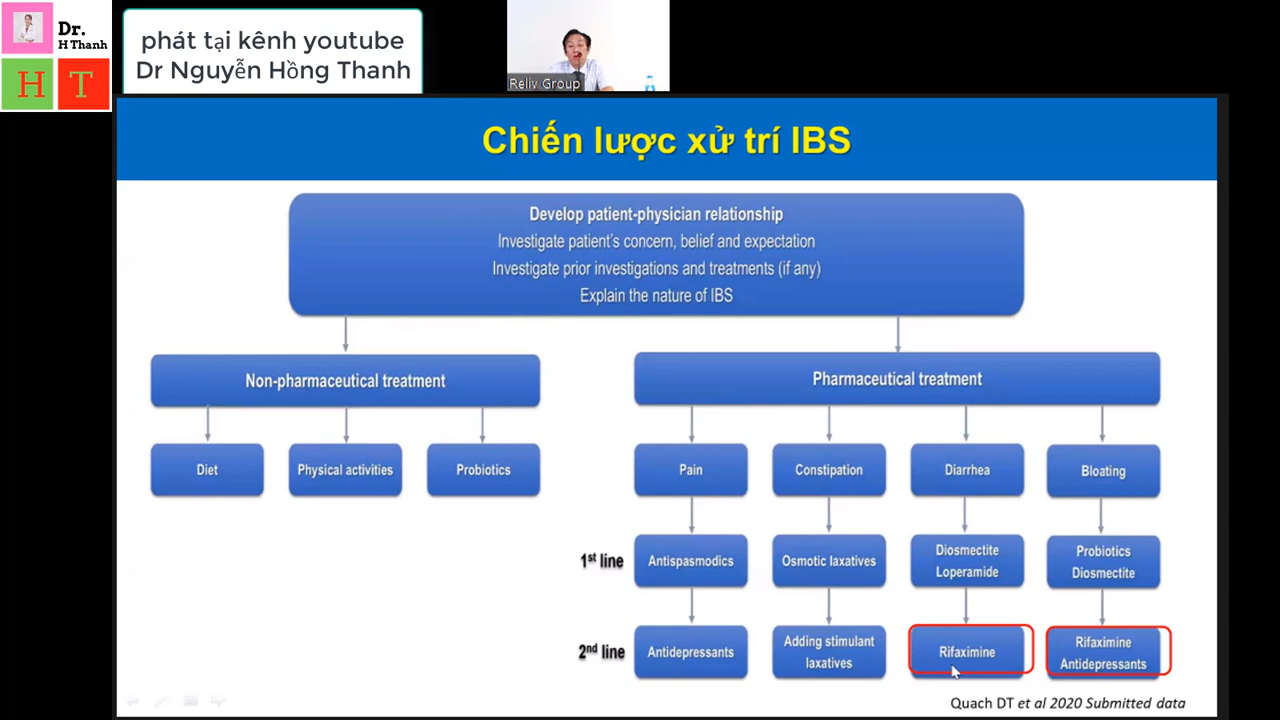 Dr.
H Thanh
H T
phát tại kênh youtube
Dr Nguyễn Hồng Thanh
Reliv Group
Chiến lược xử trí IBS
Develop patient-physician relationship
Investigate patient's concern, belief and expectation
Investigate prior investigations and treatments (if any)
Explain the nature of IBS
Non-pharmaceutical treatment
Pharmaceutical treatment
Diet
Physical activities
Probiotics
Pain
Constipation
Diarrhea
Bloating
1st line
Antispasmodics
Osmotic laxatives
Diosmectite
Loperamide
Probiotics
Diosmectite
2nd line
Antidepressants
Adding stimulant
laxatives
Rifaximine
Rifaximine
Antidepressants
Quach DT et al 2020 Submitted data